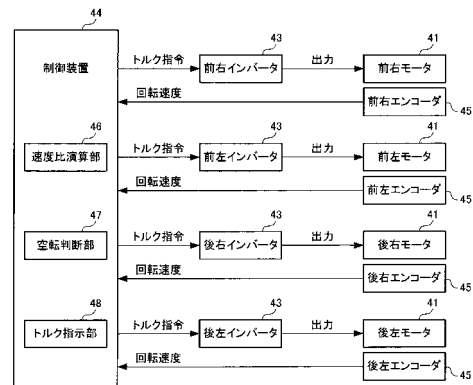 44
制御装置
トルク指令
43
前右インバータ
出力
41
前右モータ
回転速度
前右エンコーダ
45
46
速度比演算部
トルク指令
43
前左インバータ
出力
41
前左モータ
回転速度
前左エンコーダ
45
47
空転判断部
トルク指令
43
後右インバータ
出力
41
後右モータ
回転速度
後右エンコーダ
45
48
トルク指示部
トルク指令
43
後左インバータ
出力
41
後左モータ
回転速度
後左エンコーダ
45